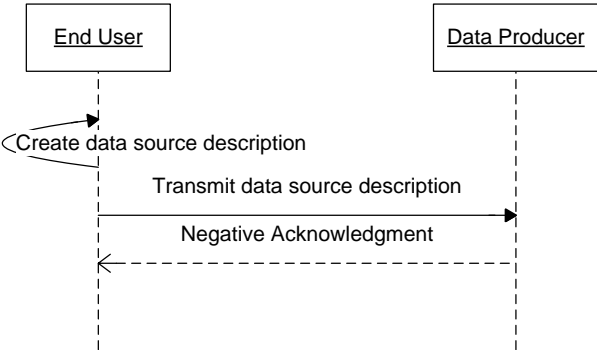 End User
Data Producer
Create data source description
Transmit data source description
Negative Acknowledgment